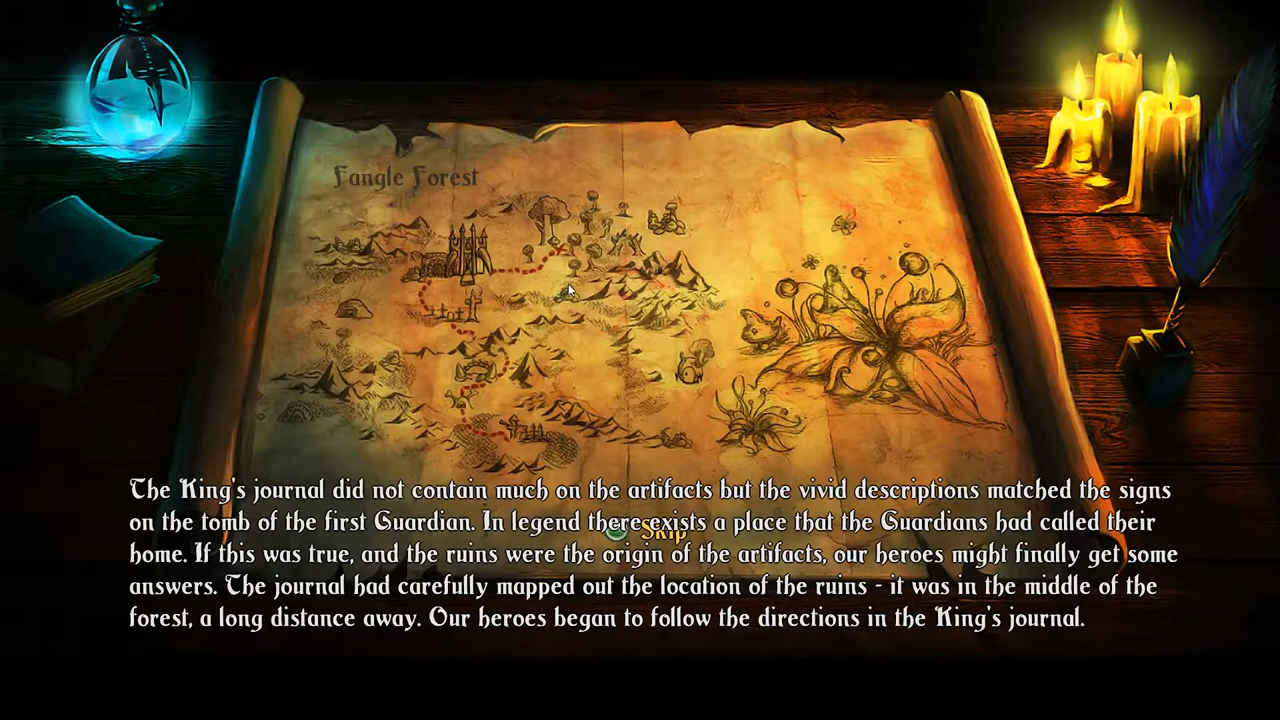 Fangle Forest
The King's journal did not contain much on the artifacts but the vivid descriptions matched the signs
on the tomb of the first Guardian. In legend there exists a place that the Guardians had called their
Skip
home. If this was true, and the ruins were the origin of the artifacts, our heroes might finally get some
answers. The journal had carefully mapped out the location of the ruins - it was in the middle of the
forest, a long distance away. Our heroes began to follow the directions in the King's journal.